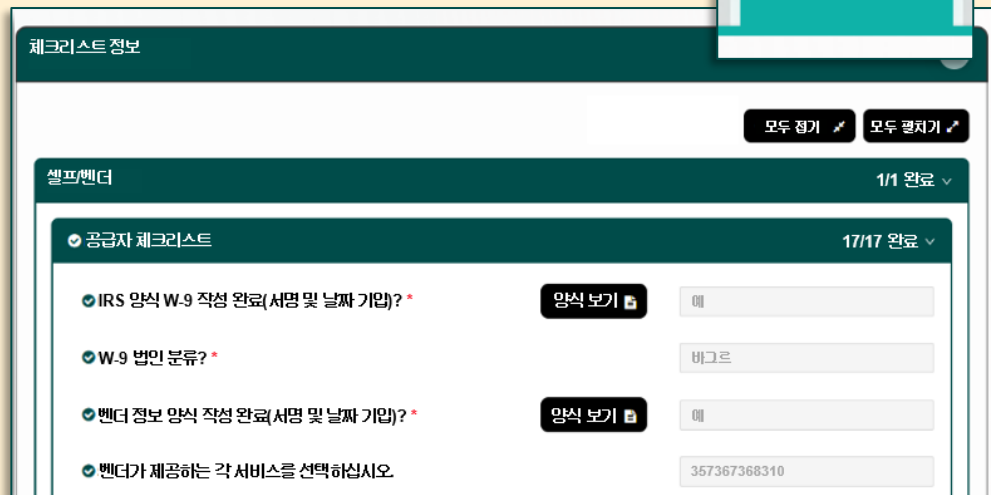 체크리스트 정보
모두 접기 모두 펼치기
셀프/벤더 1/1 완료
공급자 체크리스트 17/17 완료
IRS 양식 W-9 작성 완료(서명 및 날짜 기입)? * 양식 보기 예
W-9 법인 분류? * 바그르
벤더 정보 양식 작성 완료(서명 및 날짜 기입)? * 양식 보기 예
벤더가 제공하는 각 서비스를 선택하십시오. 357367368310